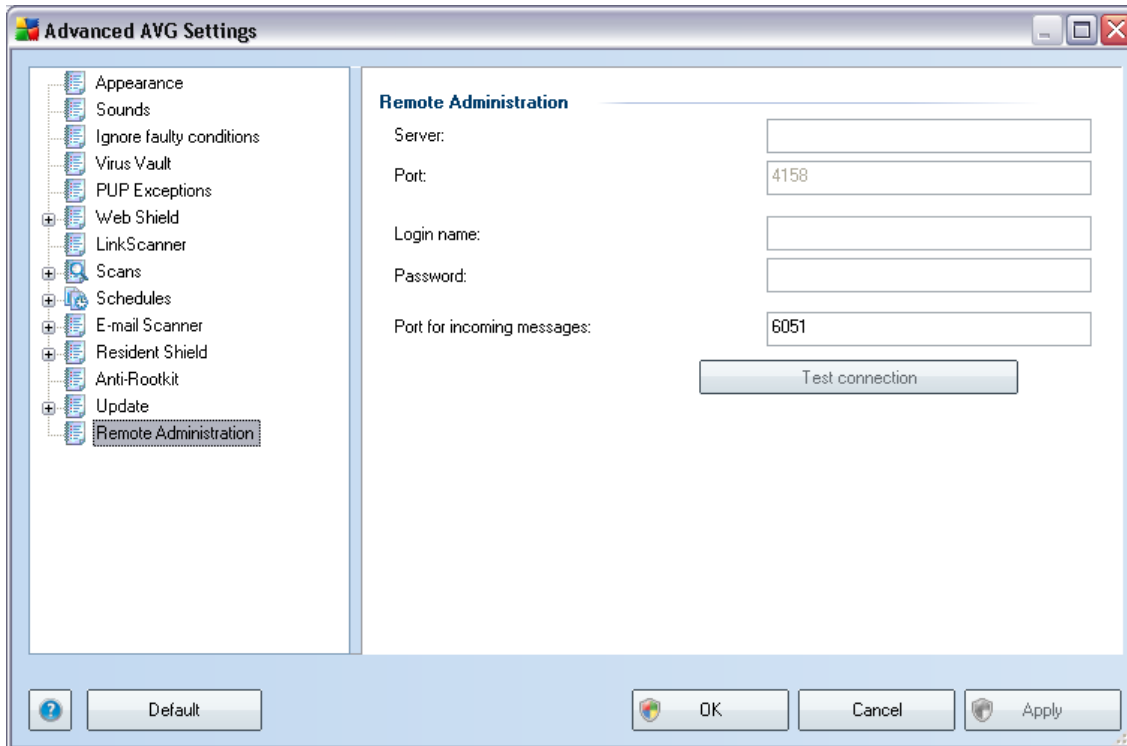 Advanced AVG Settings
Appearance
Sounds
Ignore faulty conditions
Virus Vault
PUP Exceptions
Web Shield
LinkScanner
Scans
Schedules
E-mail Scanner
Resident Shield
Anti-Rootkit
Update
Remote Administration
Remote Administration
Server:
Port: 4158
Login name:
Password:
Port for incoming messages: 6051
Test connection
Default
OK
Cancel
Apply